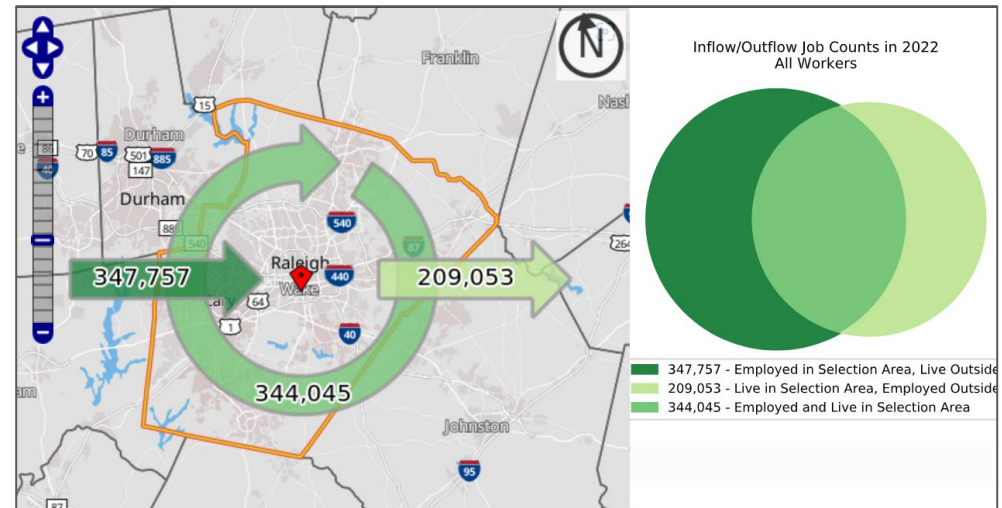 Franklin
Nash
15
Durham
86
70
85
501
885
147
40
Durham
540
540
87
264
Raleigh
347,757
440
209,053
Wake
64
1
40
344,045
Johnston
95
87
N
Inflow/Outflow Job Counts in 2022
All Workers
347,757 - Employed in Selection Area, Live Outside
209,053 - Live in Selection Area, Employed Outside
344,045 - Employed and Live in Selection Area